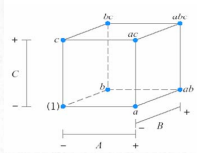 bc abc
+ c ac
C
b ab
− (1) a +
− B
− A +